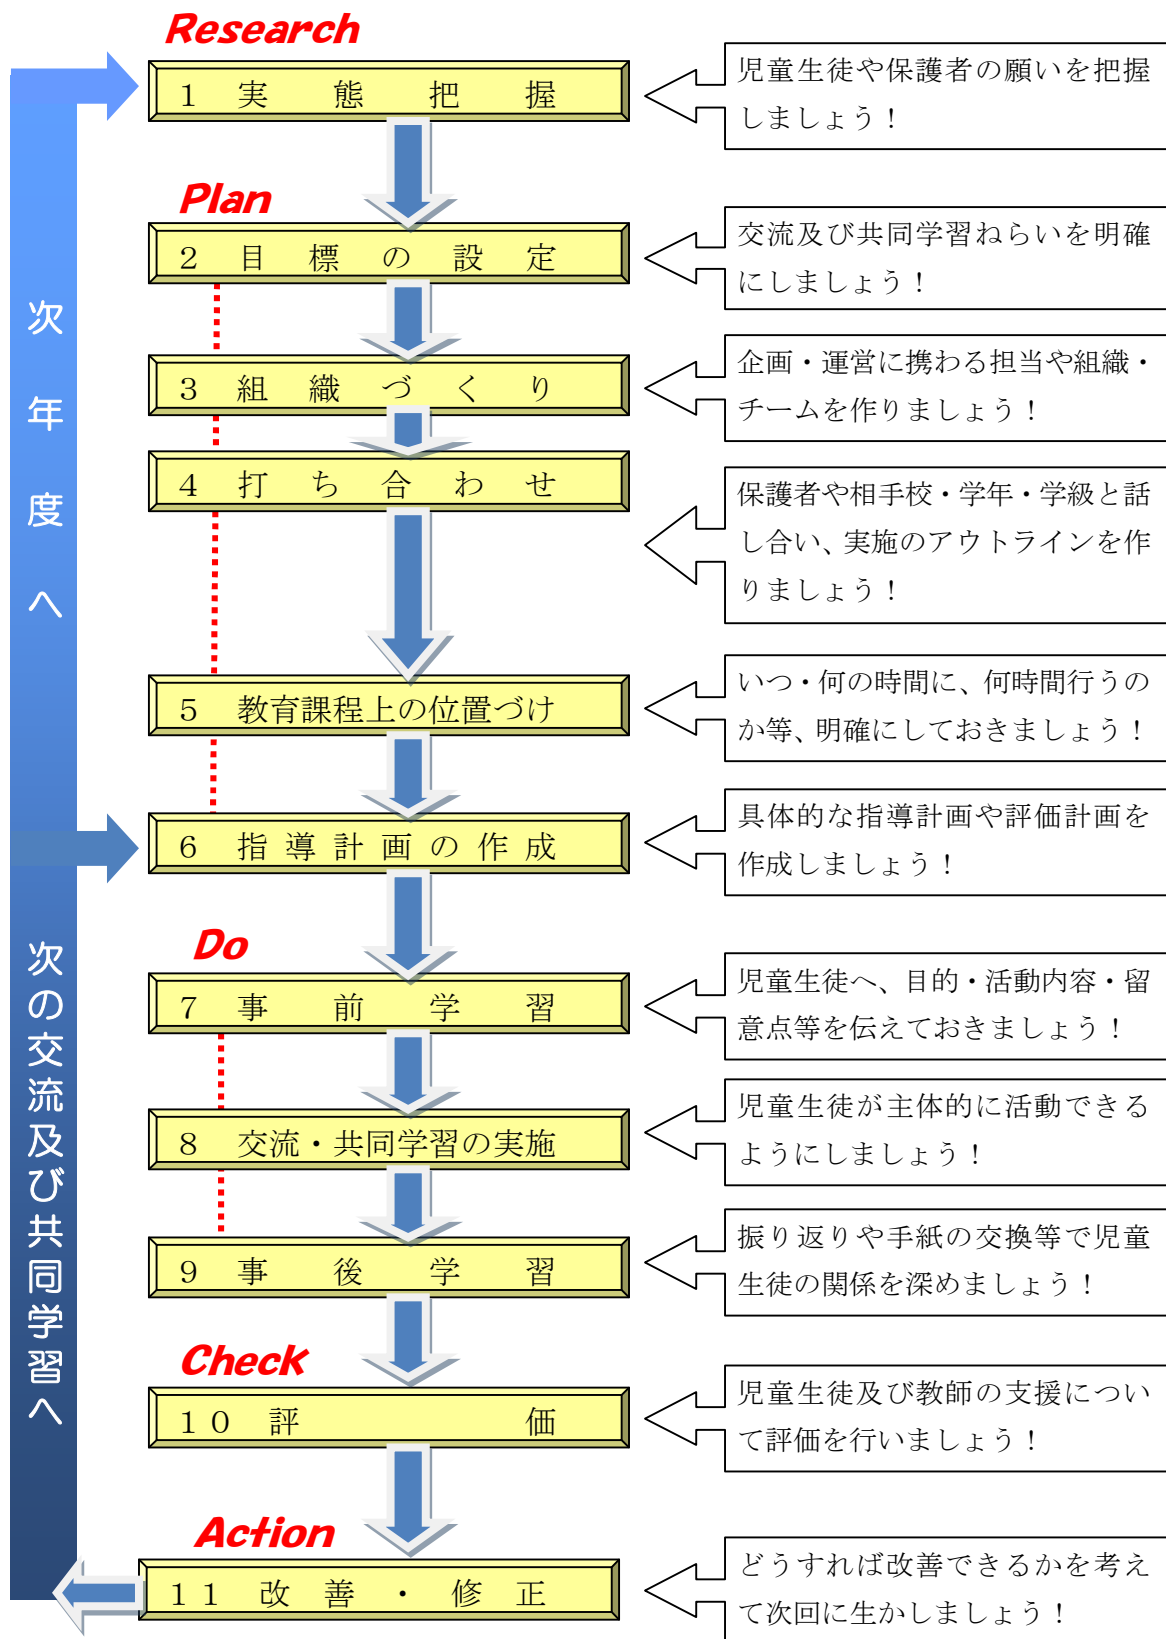 Research
1 実態把握
児童生徒や保護者の願いを把握
しましょう！
Plan
2 目標の設定
交流及び共同学習ねらいを明確
にしましょう！
3 組織づくり
企画・運営に携わる担当や組織・
チームを作りましょう！
4 打ち合わせ
保護者や相手校・学年・学級と話
し合い、実施のアウトラインを作
りましょう！
5 教育課程上の位置づけ
いつ・何の時間に、何時間行うの
か等、明確にしておきましょう！
6 指導計画の作成
具体的な指導計画や評価計画を
作成しましょう！
Do
7 事前学習
児童生徒へ、目的・活動内容・留
意点等を伝えておきましょう！
8 交流・共同学習の実施
児童生徒が主体的に活動できる
ようにしましょう！
9 事後学習
振り返りや手紙の交換等で児童
生徒の関係を深めましょう！
Check
10 評価
児童生徒及び教師の支援につい
て評価を行いましょう！
Action
11 改善・修正
どうすれば改善できるかを考え
て次回に生かしましょう！
次年度へ
次の交流及び共同学習へ